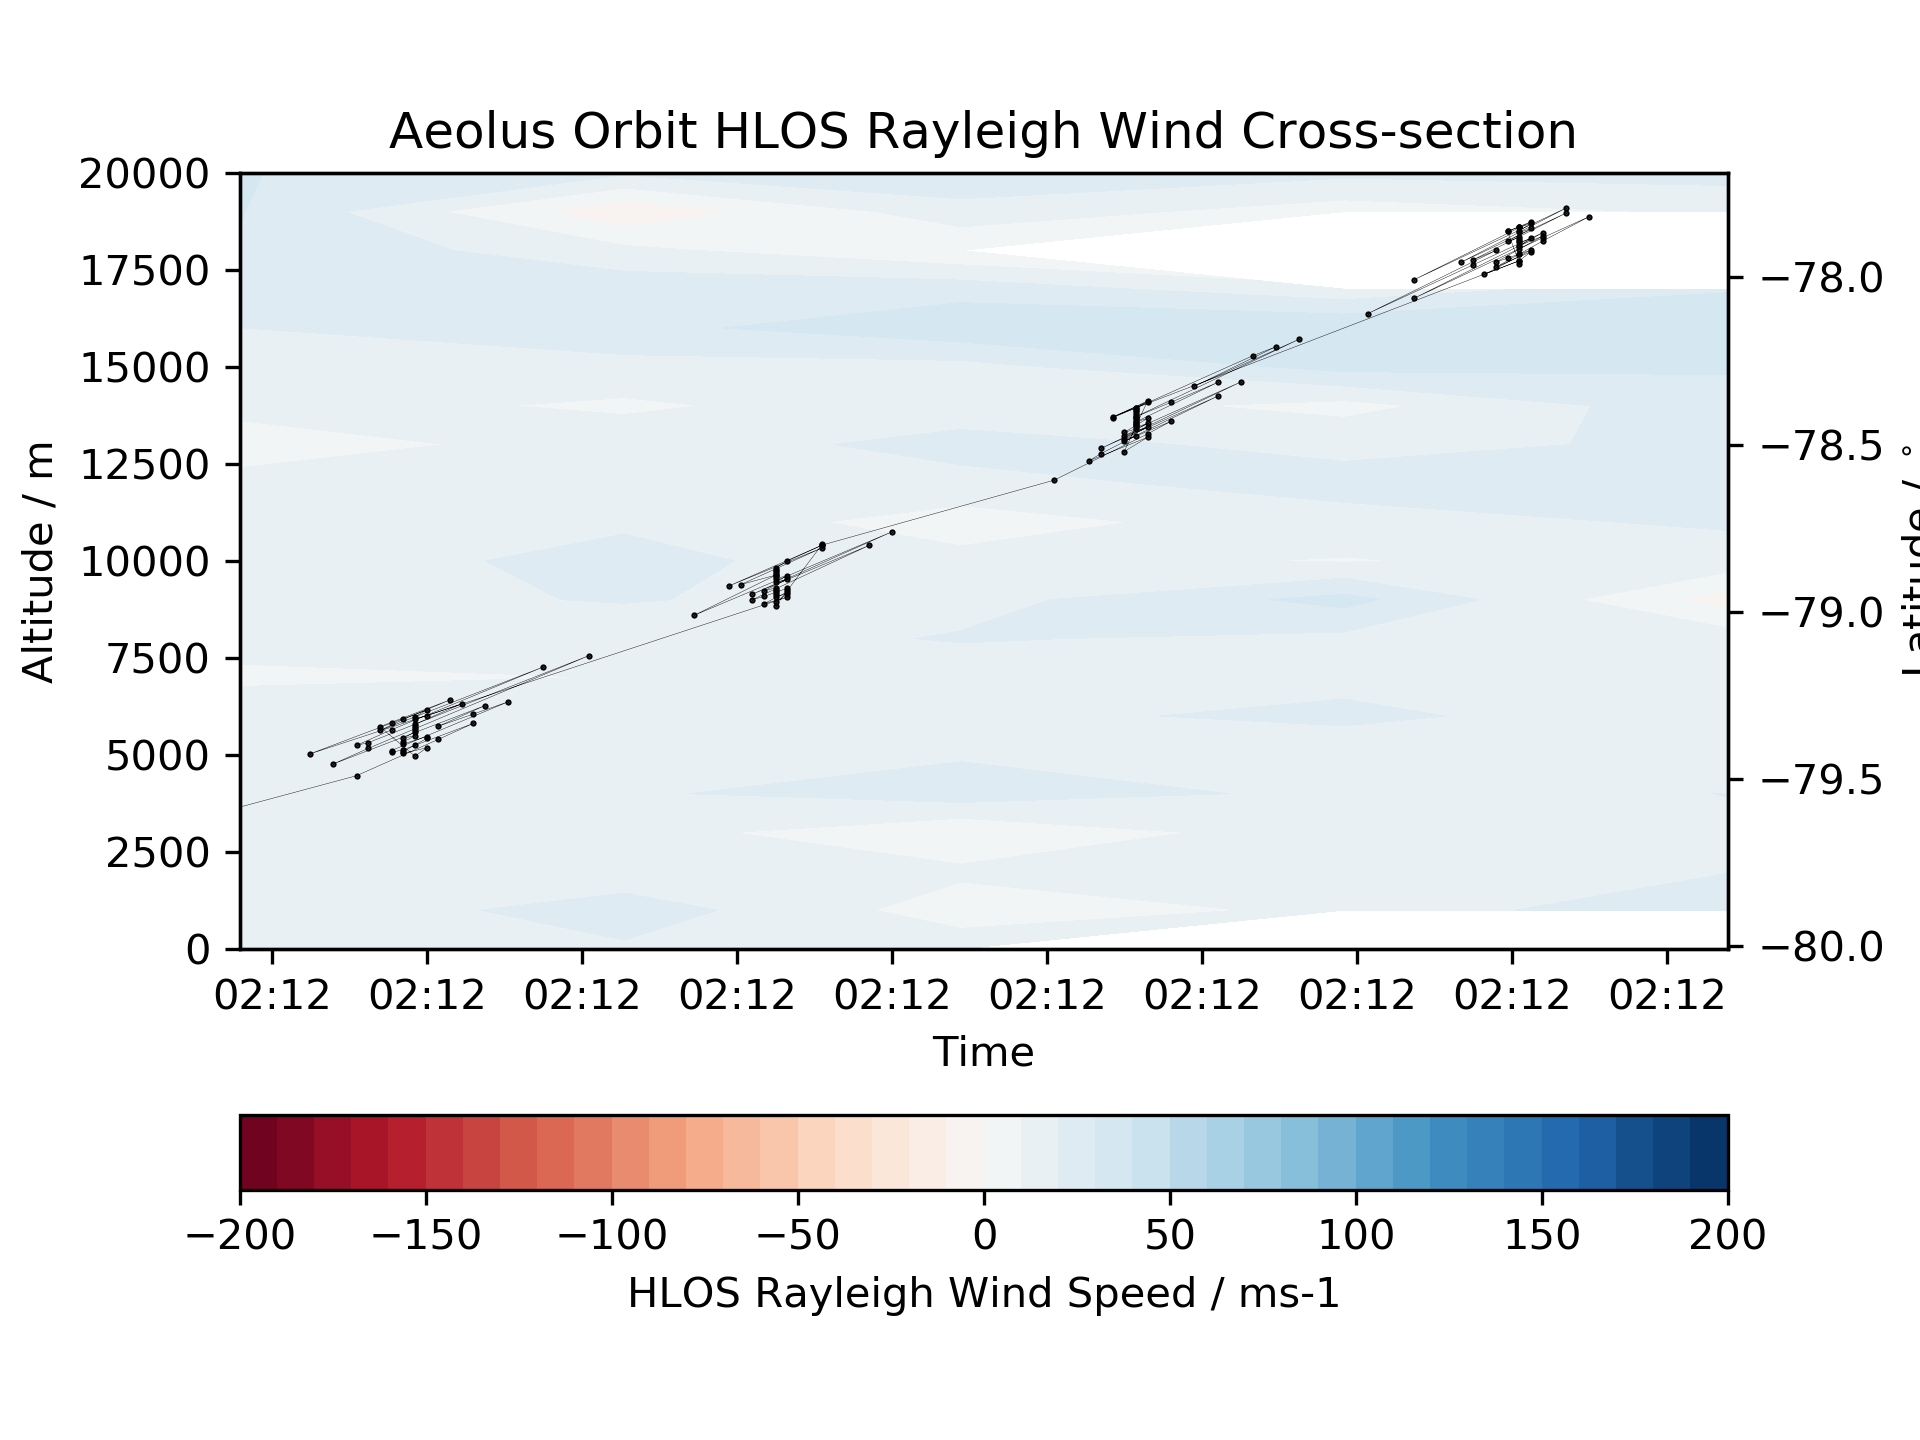 Aeolus Orbit HLOS Rayleigh Wind Cross-section
20000
17500
15000
12500
10000
7500
5000
2500
0
Altitude / m
−78.0
−78.5
−79.0
−79.5
−80.0
Latitude / °
02:12 02:12 02:12 02:12 02:12 02:12 02:12 02:12 02:12 02:12
Time
−200 −150 −100 −50 0 50 100 150 200
HLOS Rayleigh Wind Speed / ms-1